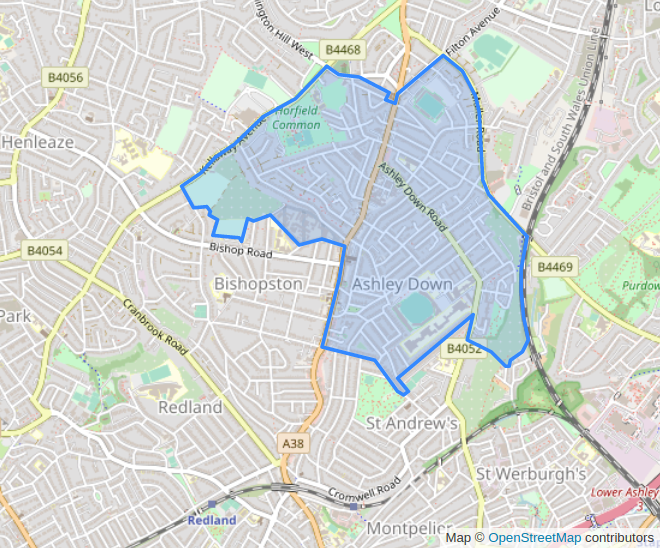 ington Hill West
Filton Avenue
B4468
B4056
Horfield
Common
Muller Road
Kellaway Avenue
Henleaze
Bristol and South Wales Union Line
Ashley Down Road
B4054
Bishop Road
B4469
Bishopston
Ashley Down
Purdow
Park
Cranbrook Road
B4052
Redland
St Andrew's
A38
St Werburgh's
Cromwell Road
Lower Ashley
3
Redland
Montpelier
Map © OpenStreetMap contributors